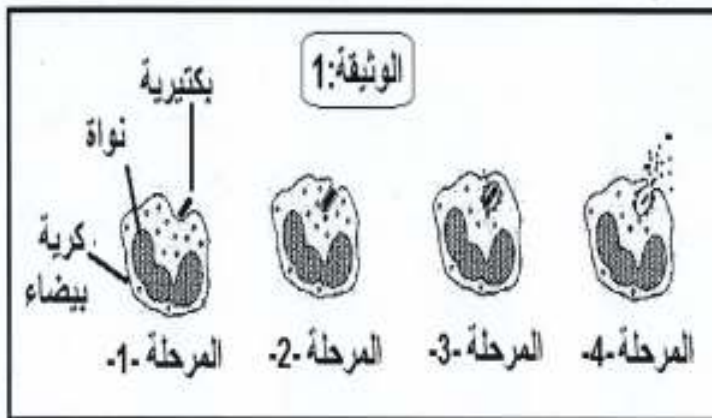 الوثيقة:1
بكتيرية
نواة
كرية
بيضاء
المرحلة -1-
المرحلة -2-
المرحلة -3-
المرحلة -4-